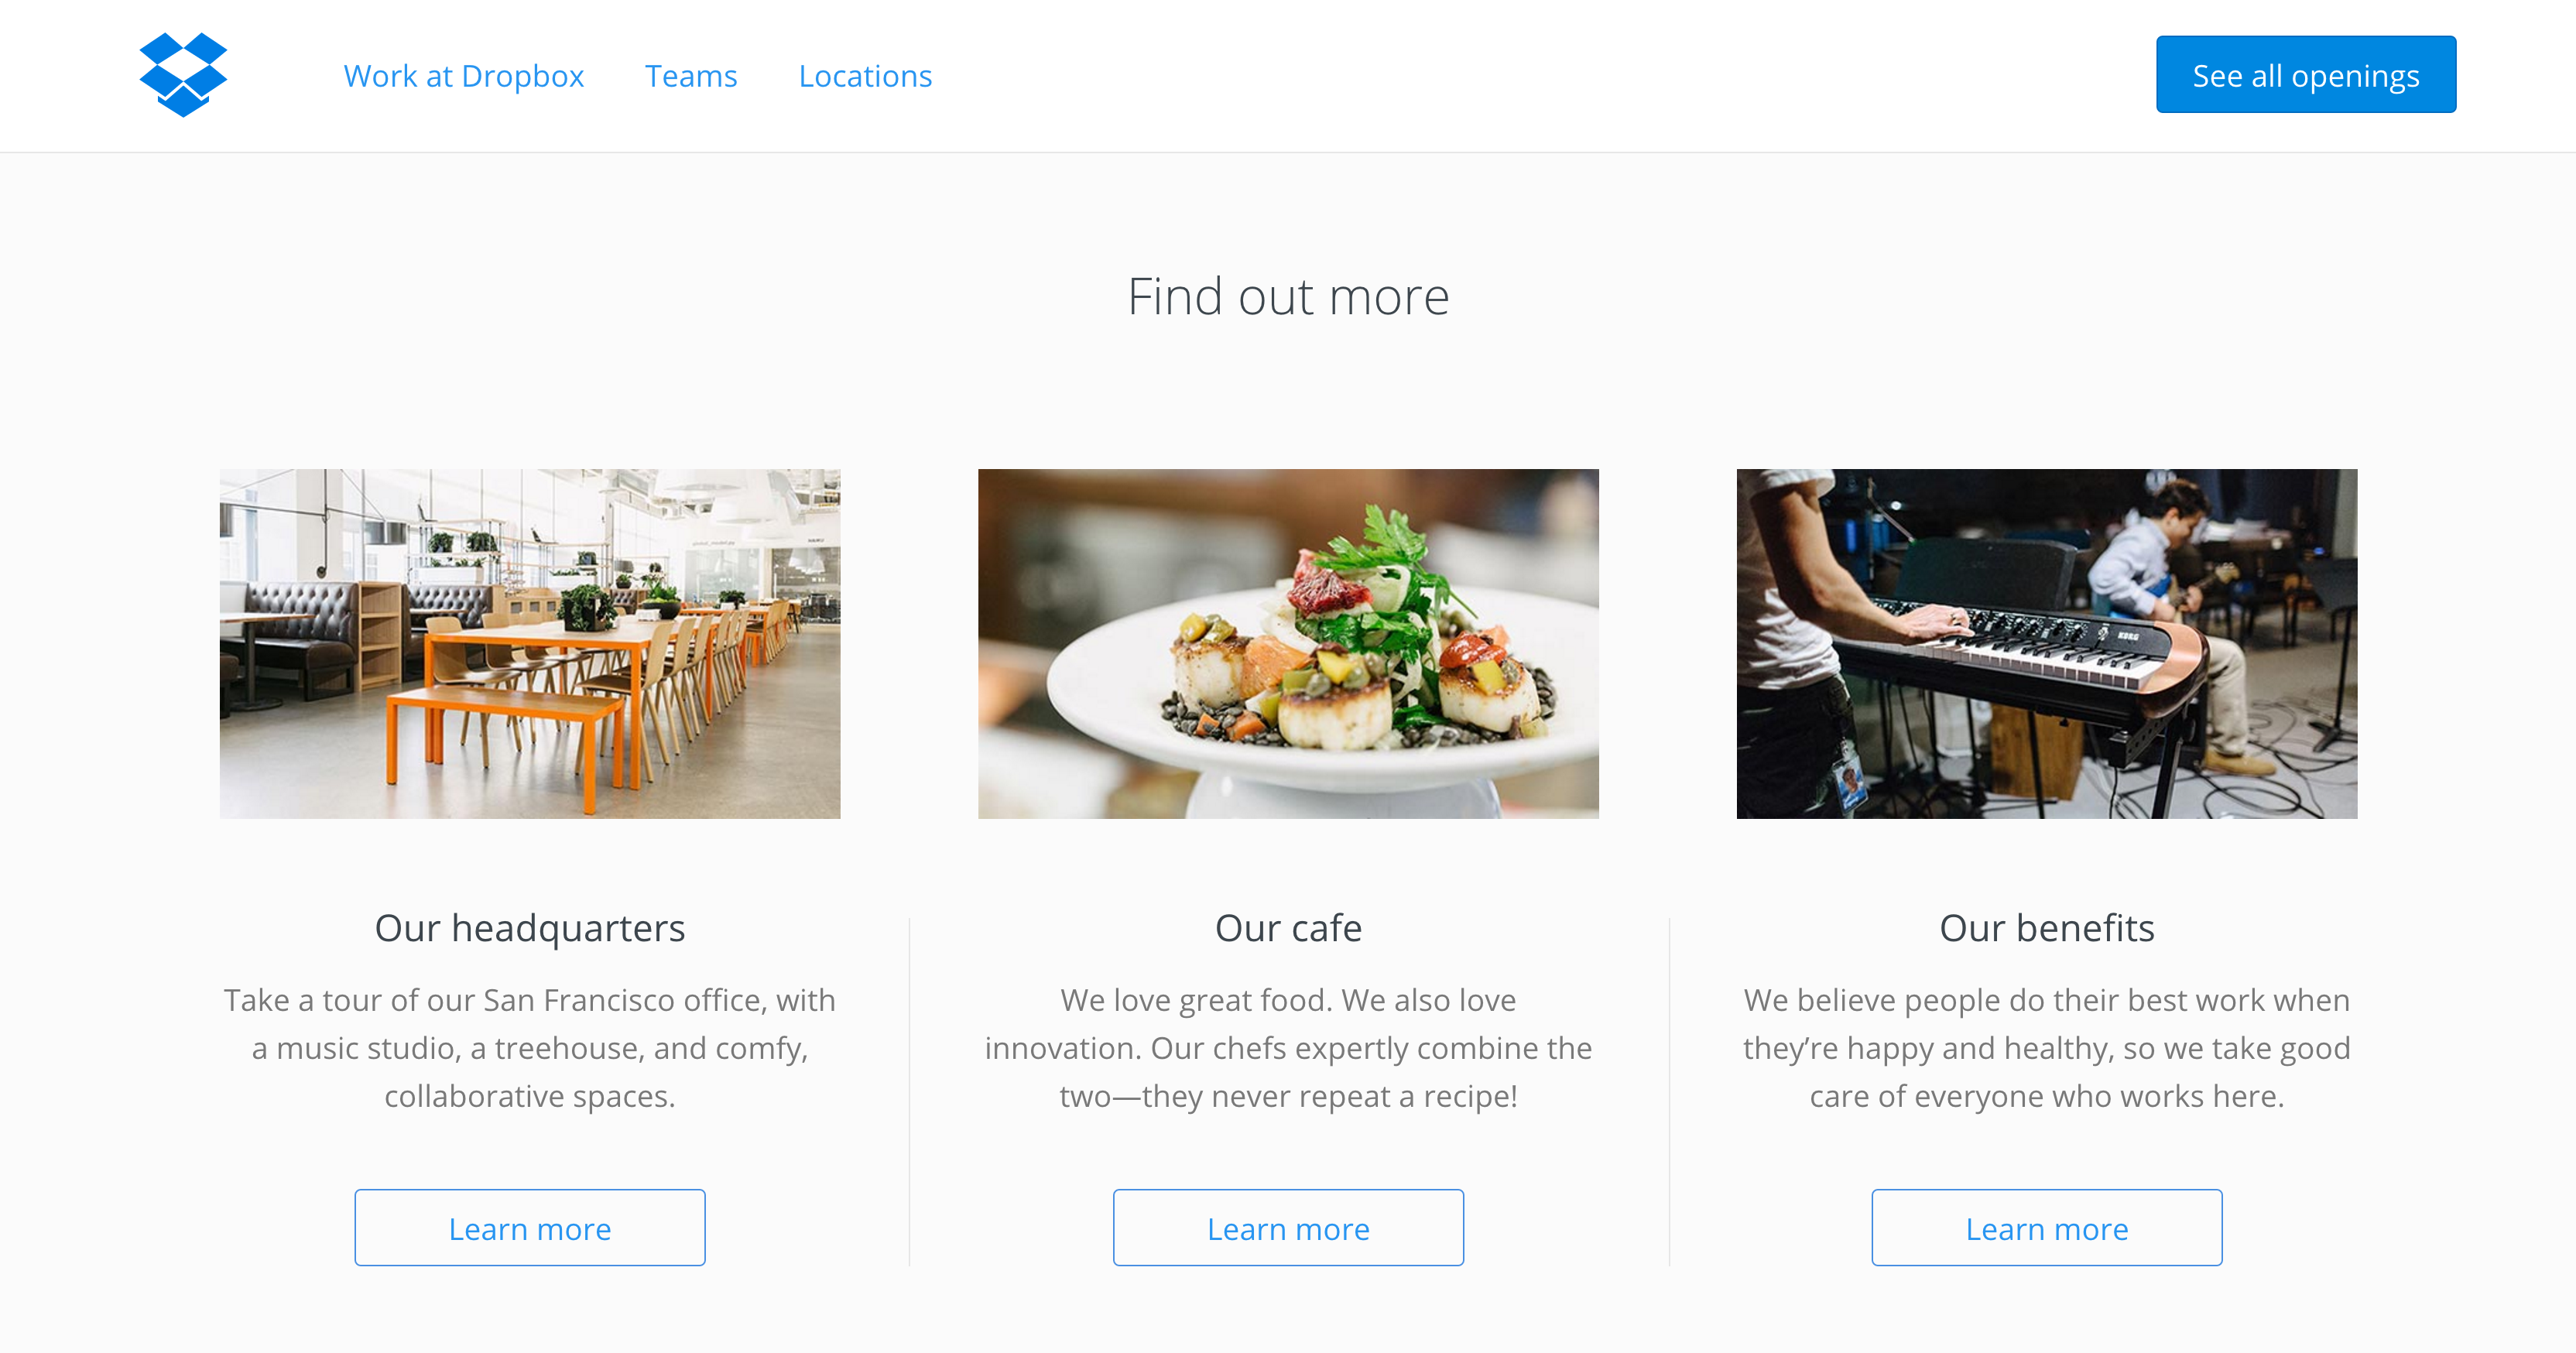 Work at Dropbox
Teams
Locations
See all openings
Find out more
KORG
Our headquarters
Take a tour of our San Francisco office, with
a music studio, a treehouse, and comfy,
collaborative spaces.
Learn more
Our cafe
We love great food. We also love
innovation. Our chefs expertly combine the
two—they never repeat a recipe!
Learn more
Our benefits
We believe people do their best work when
they’re happy and healthy, so we take good
care of everyone who works here.
Learn more